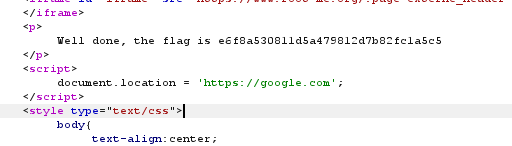 </iframe>
<p>
Well done, the flag is e6f8a530811d5a479812d7b82fc1a5c5
</p>
<script>
document.location = 'https://google.com';
</script>
<style type="text/css">
body{
text-align:center;